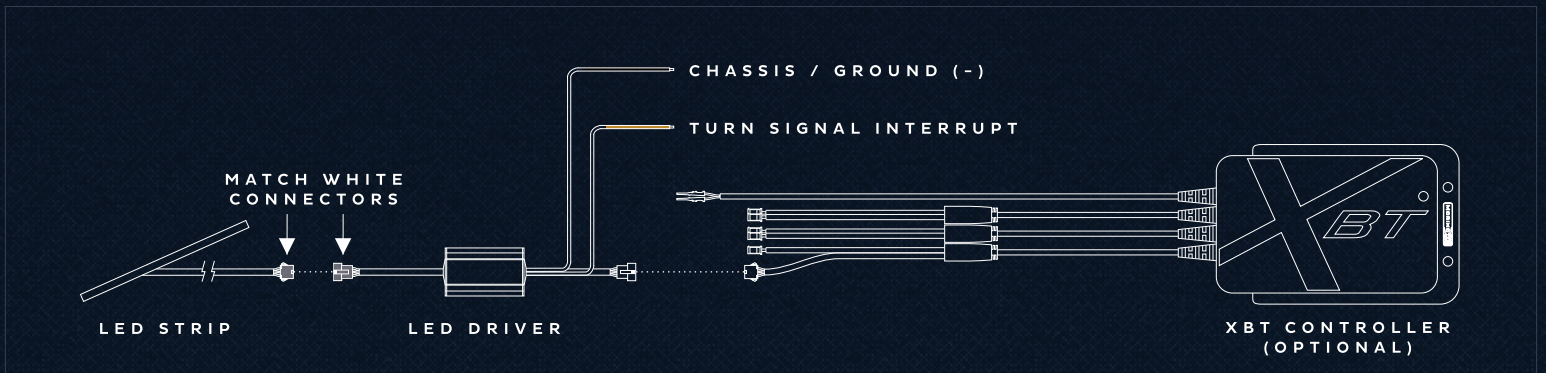 CHASSIS / GROUND (-)
TURN SIGNAL INTERRUPT
MATCH WHITE
CONNECTORS
XBT
LED STRIP
LED DRIVER
XBT CONTROLLER
(OPTIONAL)